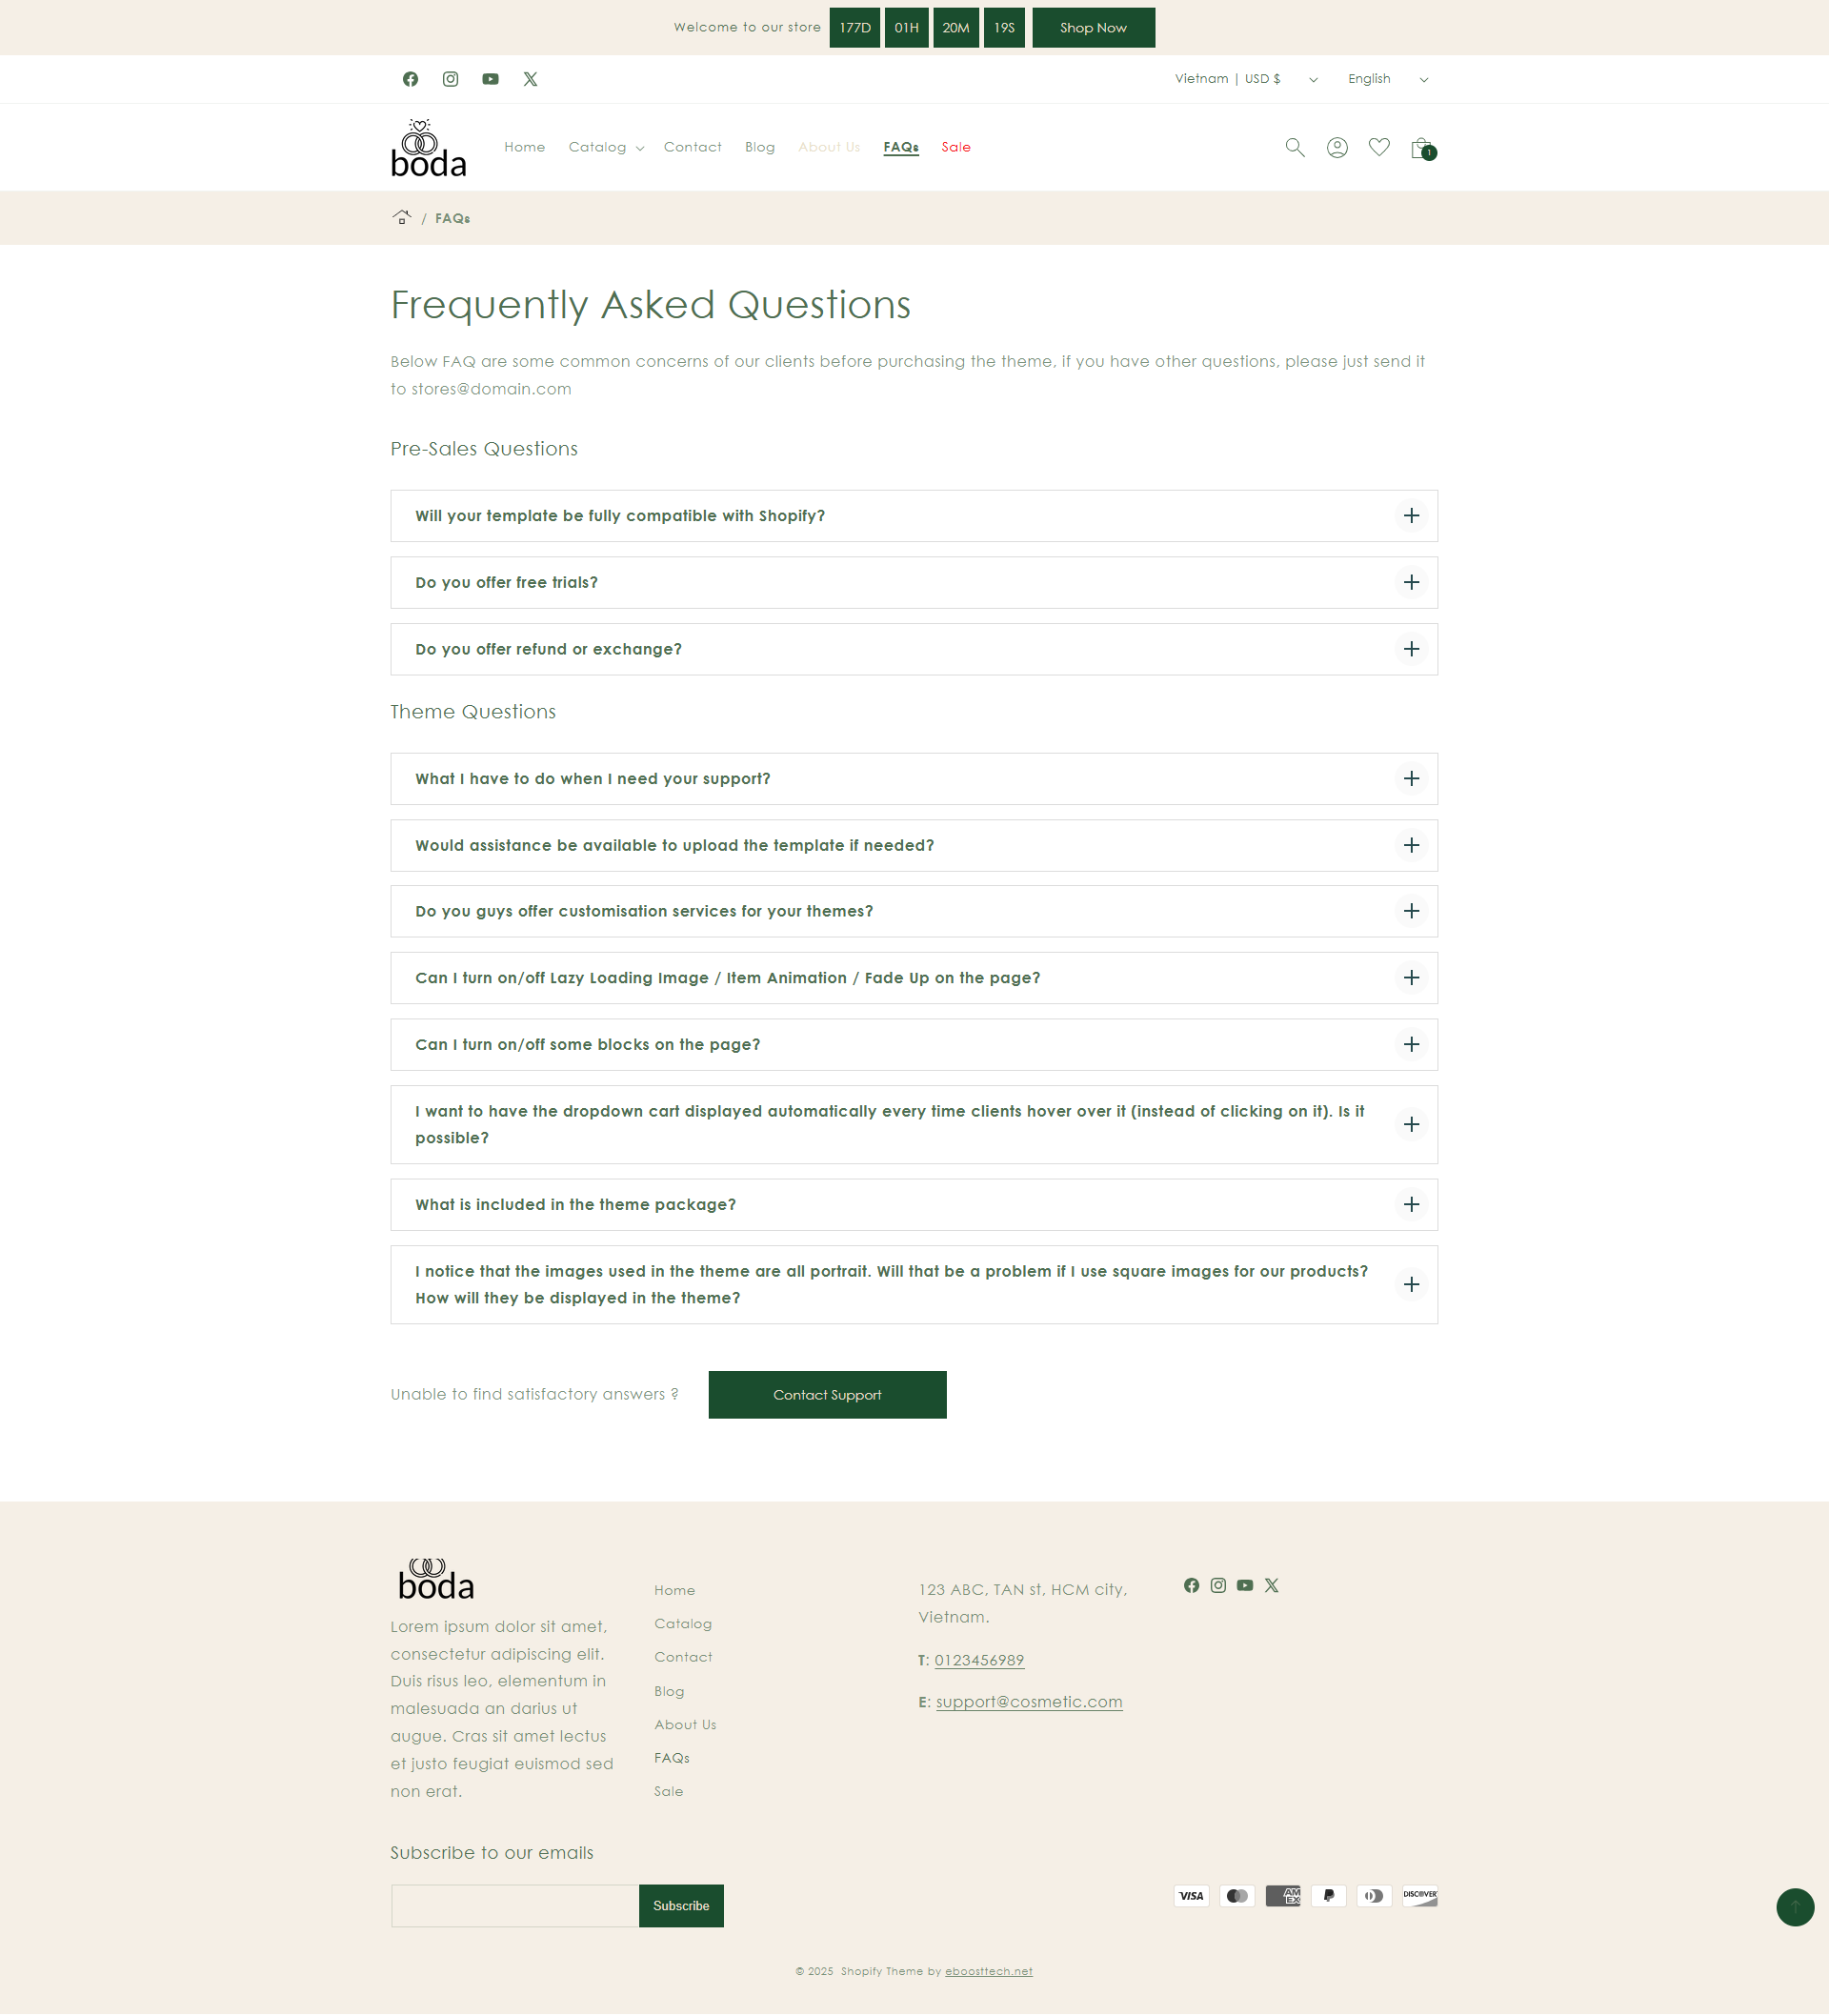 Welcome to our store 177D 01H 20M 19S Shop Now
Vietnam | USD $ English
boda
Home Catalog Contact Blog About Us FAQs Sale
1
/ FAQs
Frequently Asked Questions
Below FAQ are some common concerns of our clients before purchasing the theme, if you have other questions, please just send it
to stores@domain.com
Pre-Sales Questions
Will your template be fully compatible with Shopify?
Do you offer free trials?
Do you offer refund or exchange?
Theme Questions
What I have to do when I need your support?
Would assistance be available to upload the template if needed?
Do you guys offer customisation services for your themes?
Can I turn on/off Lazy Loading Image / Item Animation / Fade Up on the page?
Can I turn on/off some blocks on the page?
I want to have the dropdown cart displayed automatically every time clients hover over it (instead of clicking on it). Is it
possible?
What is included in the theme package?
I notice that the images used in the theme are all portrait. Will that be a problem if I use square images for our products?
How will they be displayed in the theme?
Unable to find satisfactory answers ? Contact Support
boda
Lorem ipsum dolor sit amet,
consectetur adipiscing elit.
Duis risus leo, elementum in
malesuada an darius ut
augue. Cras sit amet lectus
et justo feugiat euismod sed
non erat.
Home
Catalog
Contact
Blog
About Us
FAQs
Sale
123 ABC, TAN st, HCM city,
Vietnam.
T: 0123456989
E: support@cosmetic.com
Subscribe to our emails
Subscribe
VISA AMEX DISCOVER
© 2025 Shopify Theme by eboosttech.net